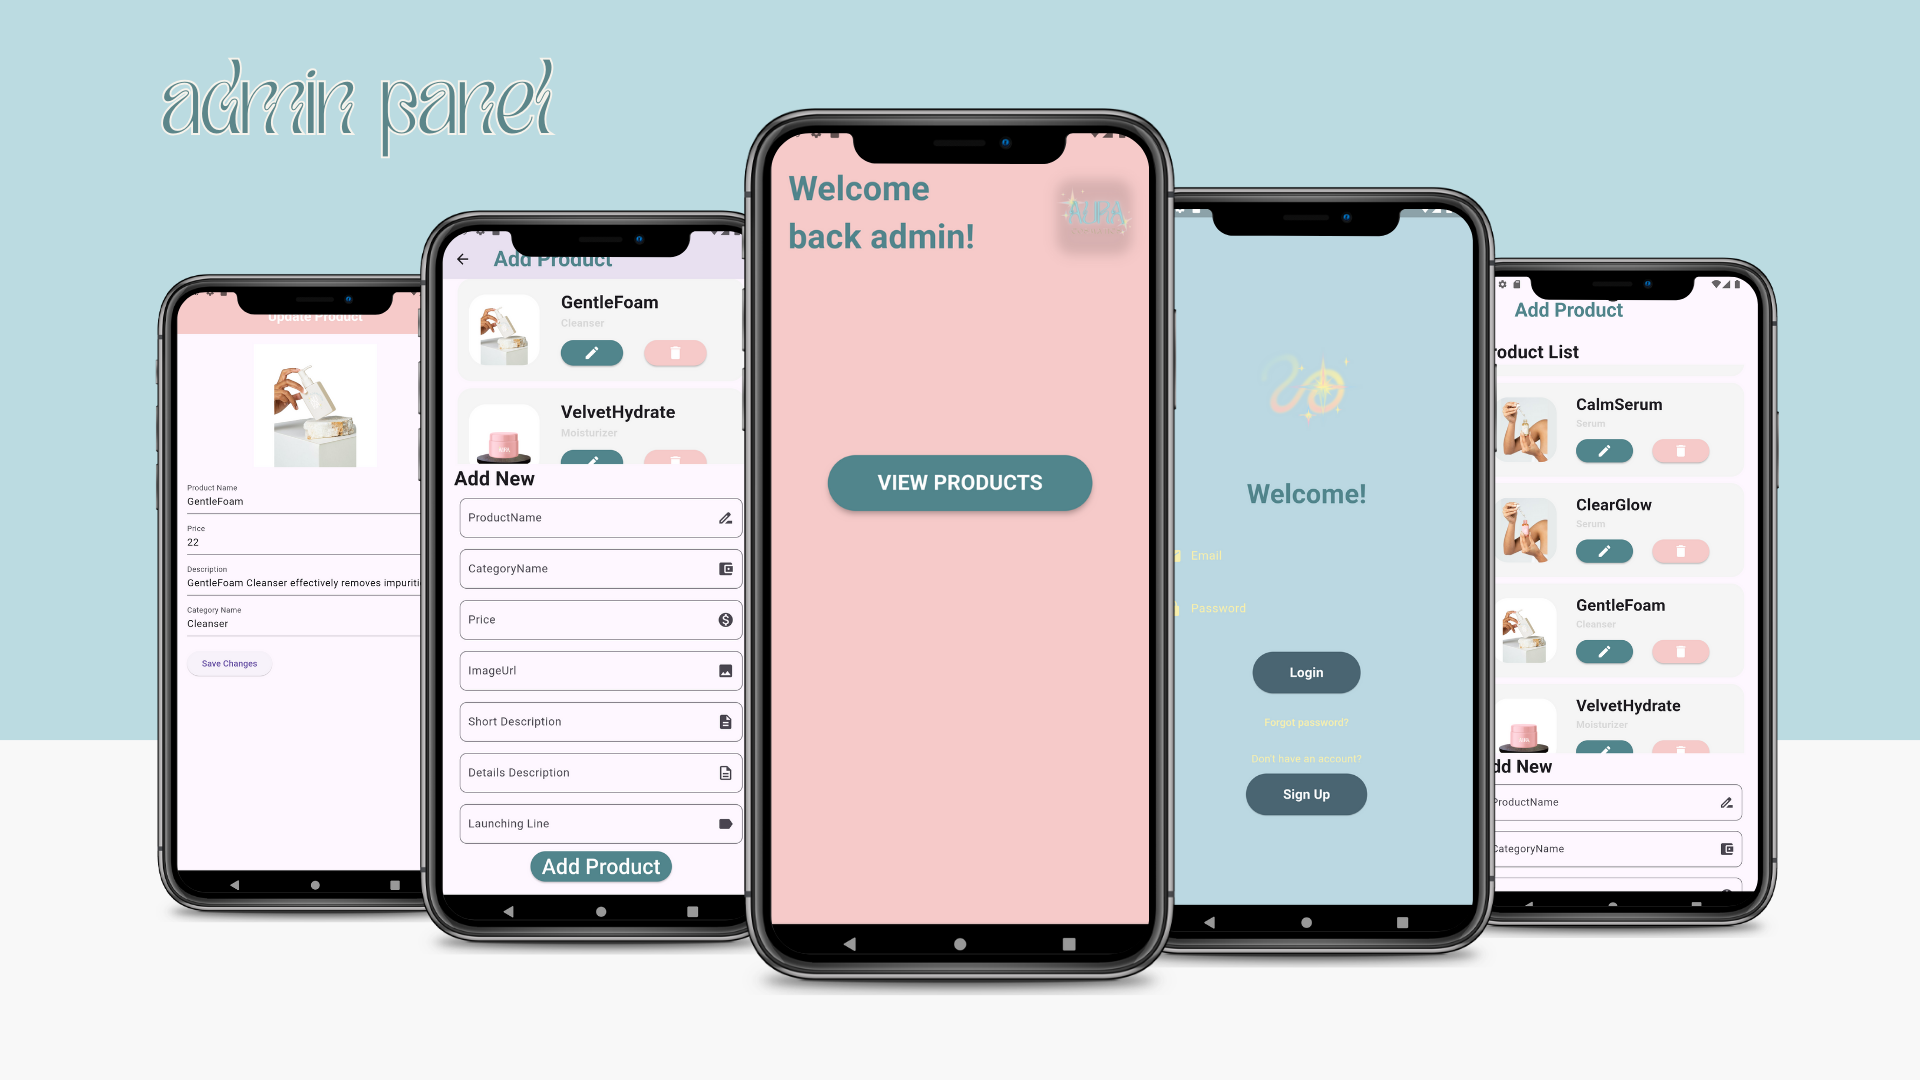 admin panel
Update Product
Product Name
GentleFoam
Price
22
Description
GentleFoam Cleanser effectively removes impuriti
Category Name
Cleanser
Save Changes
Add Product
GentleFoam
Cleanser
VelvetHydrate
Moisturizer
Add New
ProductName
CategoryName
Price
ImageUrl
Short Description
Details Description
Launching Line
Add Product
Welcome
back admin!
AURA
VIEW PRODUCTS
Welcome!
Email
Password
Login
Forgot password?
Don't have an account?
Sign Up
Add Product
roduct List
CalmSerum
Serum
ClearGlow
Serum
GentleFoam
Cleanser
VelvetHydrate
Moisturizer
dd New
ProductName
CategoryName